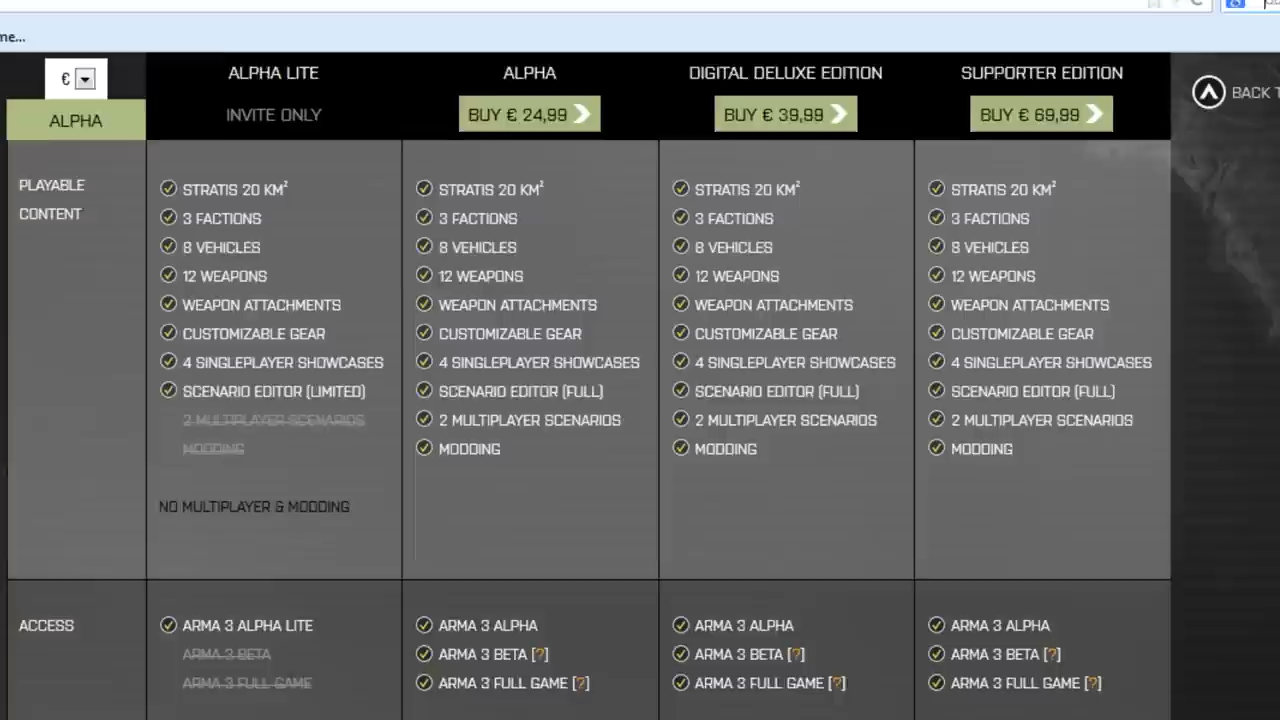 me...
€
ALPHA LITE
ALPHA
DIGITAL DELUXE EDITION
SUPPORTER EDITION
BACK T
ALPHA
INVITE ONLY
BUY € 24,99
BUY € 39,99
BUY € 69,99
PLAYABLE
CONTENT
STRATIS 20 KM²
3 FACTIONS
8 VEHICLES
12 WEAPONS
WEAPON ATTACHMENTS
CUSTOMIZABLE GEAR
4 SINGLEPLAYER SHOWCASES
SCENARIO EDITOR (LIMITED)
2 MULTIPLAYER SCENARIOS
MODDING
NO MULTIPLAYER & MODDING
STRATIS 20 KM²
3 FACTIONS
8 VEHICLES
12 WEAPONS
WEAPON ATTACHMENTS
CUSTOMIZABLE GEAR
4 SINGLEPLAYER SHOWCASES
SCENARIO EDITOR (FULL)
2 MULTIPLAYER SCENARIOS
MODDING
STRATIS 20 KM²
3 FACTIONS
8 VEHICLES
12 WEAPONS
WEAPON ATTACHMENTS
CUSTOMIZABLE GEAR
4 SINGLEPLAYER SHOWCASES
SCENARIO EDITOR (FULL)
2 MULTIPLAYER SCENARIOS
MODDING
STRATIS 20 KM²
3 FACTIONS
8 VEHICLES
12 WEAPONS
WEAPON ATTACHMENTS
CUSTOMIZABLE GEAR
4 SINGLEPLAYER SHOWCASES
SCENARIO EDITOR (FULL)
2 MULTIPLAYER SCENARIOS
MODDING
ACCESS
ARMA 3 ALPHA LITE
ARMA 3 BETA
ARMA 3 FULL GAME
ARMA 3 ALPHA
ARMA 3 BETA [?]
ARMA 3 FULL GAME [?]
ARMA 3 ALPHA
ARMA 3 BETA [?]
ARMA 3 FULL GAME [?]
ARMA 3 ALPHA
ARMA 3 BETA [?]
ARMA 3 FULL GAME [?]